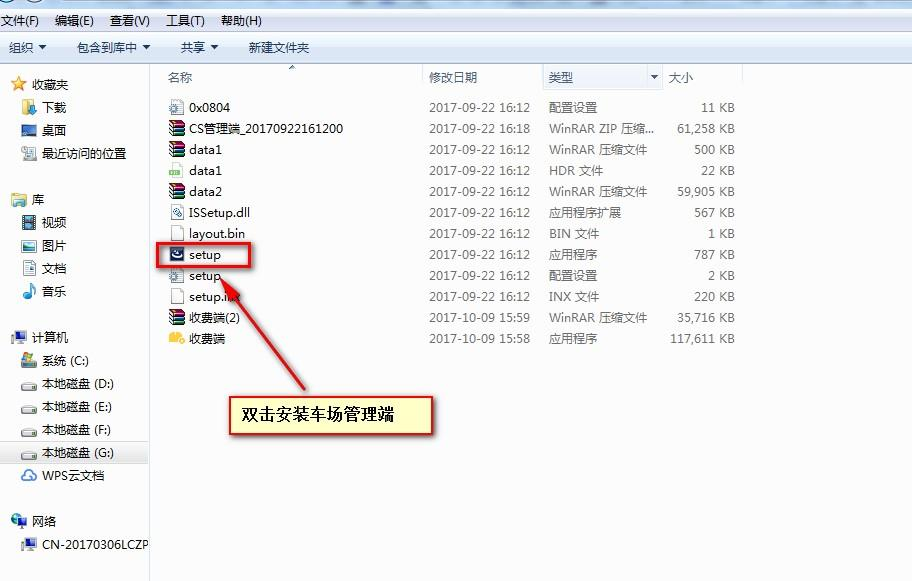 文件(F) 编辑(E) 查看(V) 工具(T) 帮助(H)
组织 包含到库中 共享 新建文件夹
名称 修改日期 类型 大小
收藏夹
下载
桌面
最近访问的位置
库
视频
图片
文档
音乐
计算机
系统 (C:)
本地磁盘 (D:)
本地磁盘 (E:)
本地磁盘 (F:)
本地磁盘 (G:)
WPS云文档
网络
CN-20170306LCZP
0x0804 2017-09-22 16:12 配置设置 11 KB
CS管理端_20170922161200 2017-09-22 16:18 WinRAR ZIP 压缩... 61,258 KB
data1 2017-09-22 16:12 WinRAR 压缩文件 500 KB
data1 2017-09-22 16:12 HDR 文件 22 KB
data2 2017-09-22 16:12 WinRAR 压缩文件 59,905 KB
ISSetup.dll 2017-09-22 16:12 应用程序扩展 567 KB
layout.bin 2017-09-22 16:12 BIN 文件 1 KB
setup 2017-09-22 16:12 应用程序 787 KB
setup 2017-09-22 16:12 配置设置 2 KB
setup.inx 2017-09-22 16:12 INX 文件 220 KB
收费端(2) 2017-10-09 15:59 WinRAR 压缩文件 35,716 KB
收费端 2017-10-09 15:58 应用程序 117,611 KB
双击安装车场管理端